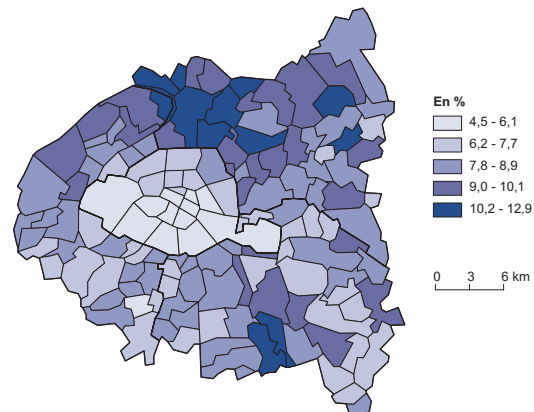 En %
4,5 - 6,1
6,2 - 7,7
7,8 - 8,9
9,0 - 10,1
10,2 - 12,9
0 3 6 km